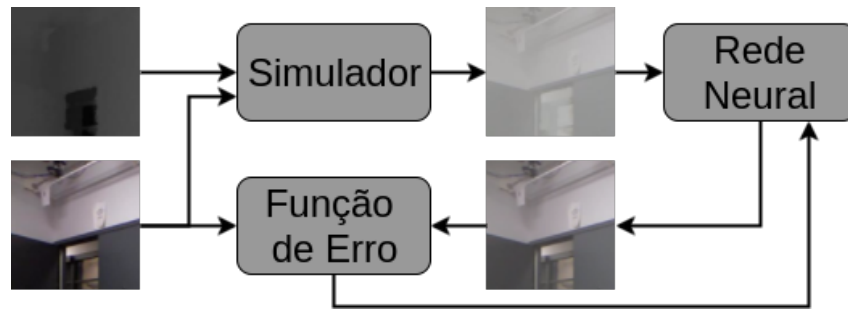 Simulador
Rede
Neural
Função
de Erro